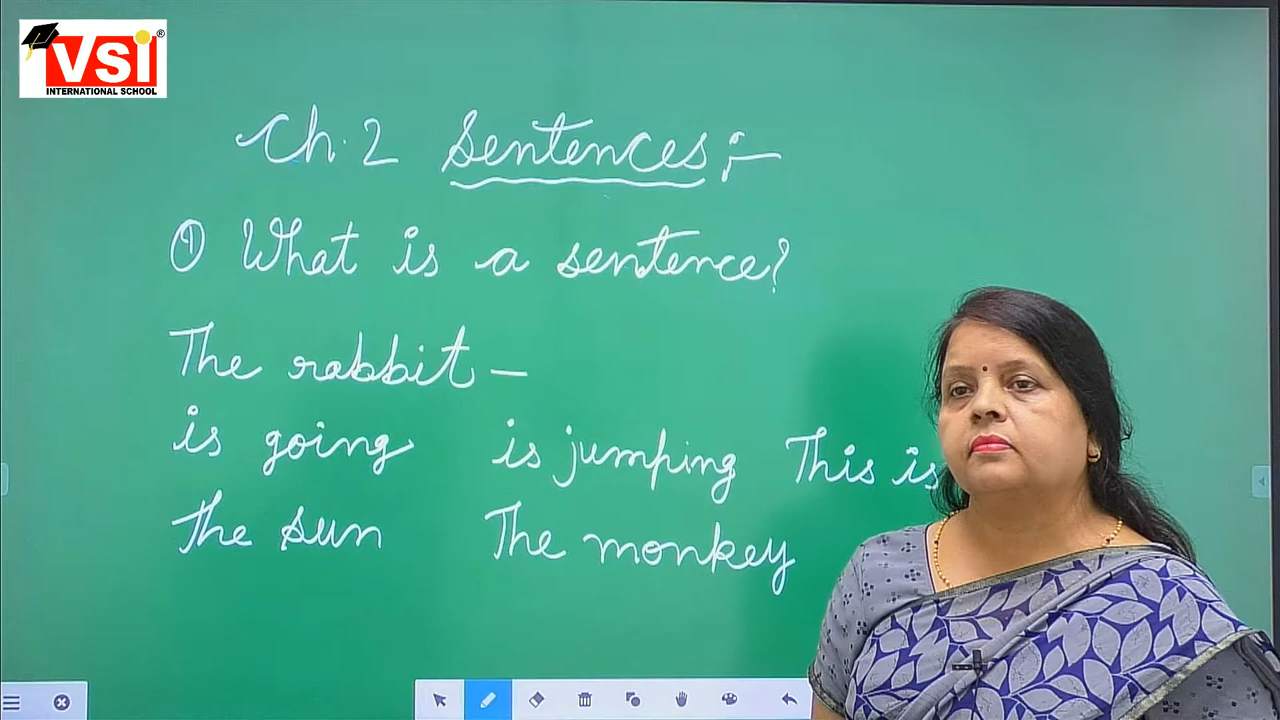 VSI®
INTERNATIONAL SCHOOL
Ch. 2 Sentences :-
① What is a sentence?
The rabbit —
is going is jumping This is
The sun The monkey